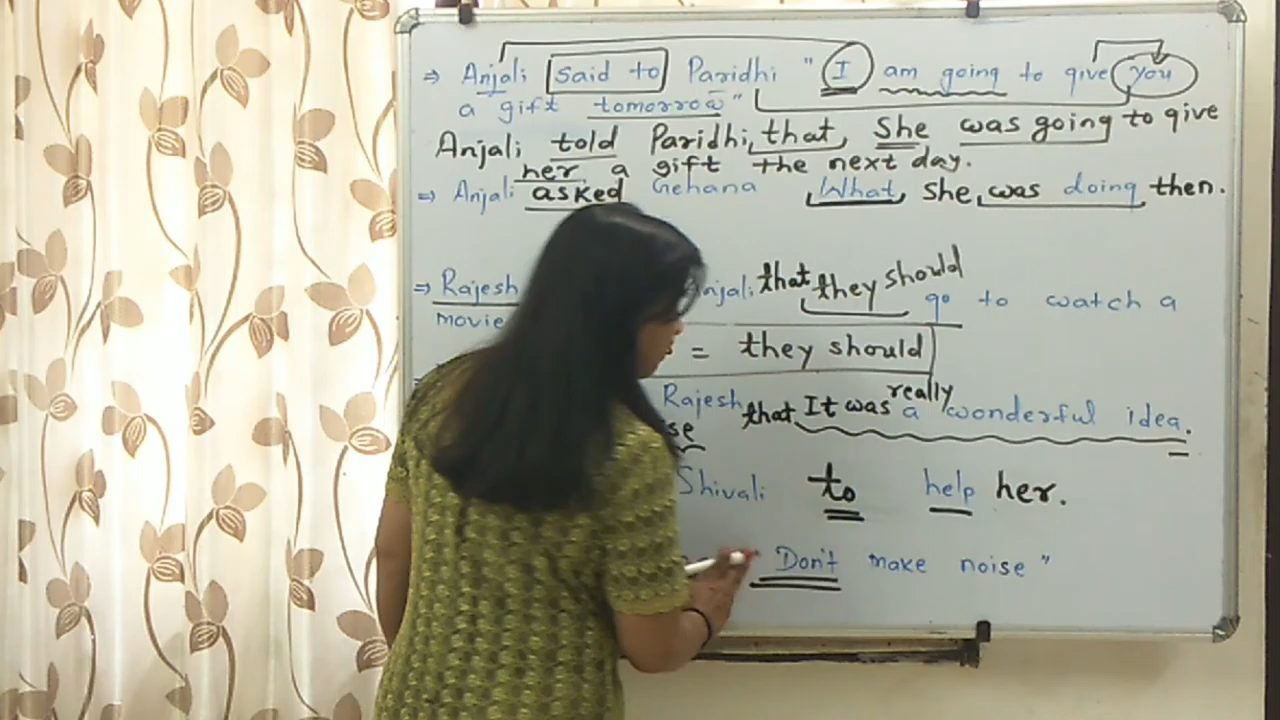 ⇒ Anjali said to Paridhi " I am going to give you
a gift tomorrow"
Anjali told Paridhi, that, She was going to give
her a gift the next day.
⇒ Anjali asked Gehana What, She was doing then.
⇒ Rajesh Anjali that they should go to watch a
movie
= they should
Rajesh that It was really a wonderful idea.
Shivali to help her.
Don't make noise"